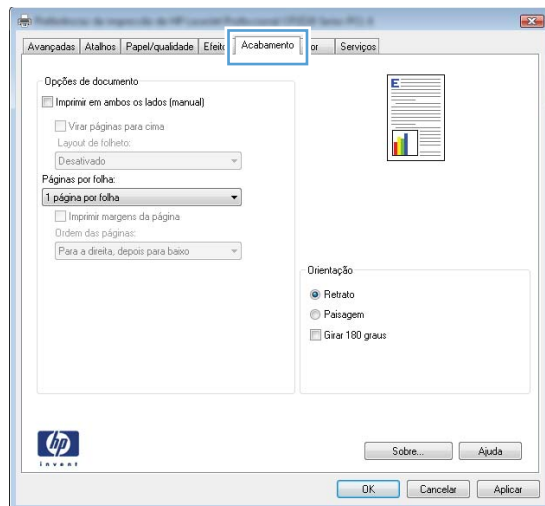 Avançadas Atalhos Papel/qualidade Acabamento Serviços
Opções de documento
Imprimir em ambos os lados (manual)
Virar páginas para cima
Layout de folheto:
Desativado
Páginas por folha:
1 página por folha
Imprimir margens da página
Ordem das páginas:
Para a direita, depois para baixo
E
Orientação
Retrato
Paisagem
Girar 180 graus
hp
invent
Sobre... Ajuda
OK Cancelar Aplicar